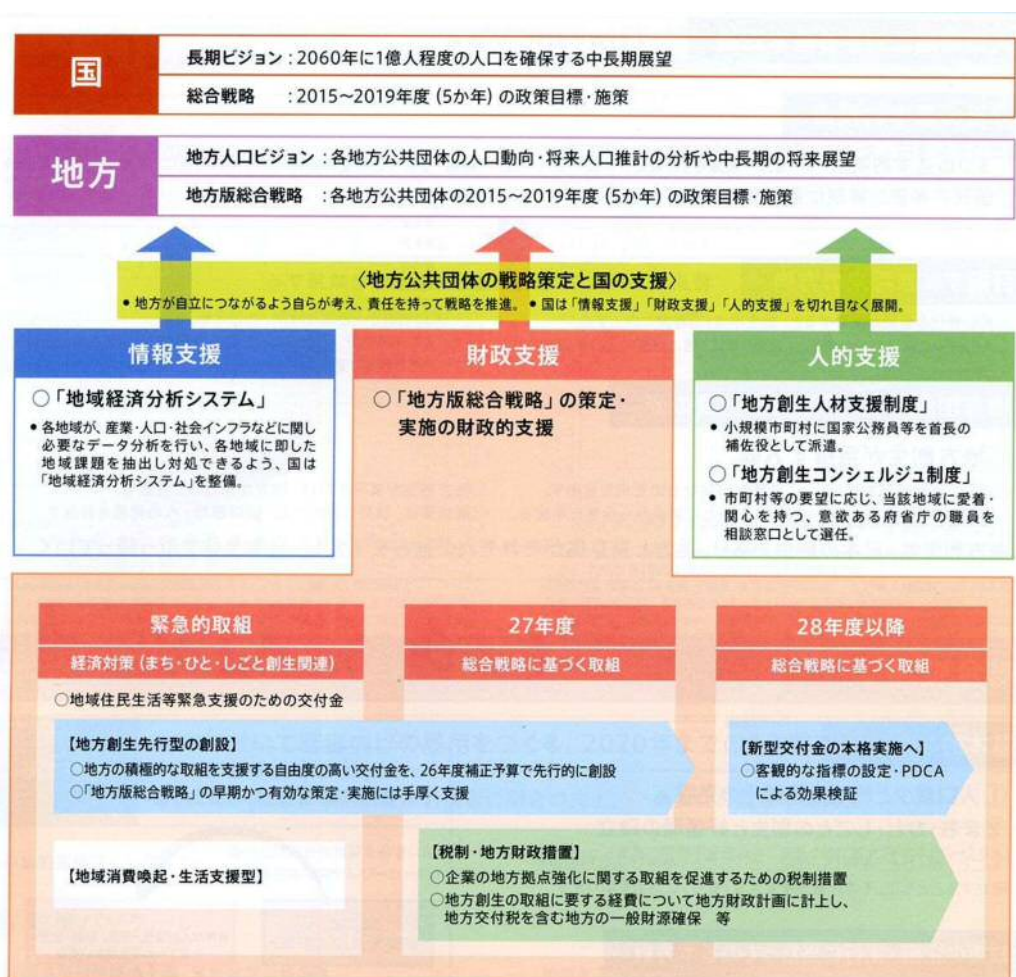 国
長期ビジョン：2060年に1億人程度の人口を確保する中長期展望
総合戦略　：2015～2019年度（5か年）の政策目標・施策
地方
地方人口ビジョン：各地方公共団体の人口動向・将来人口推計の分析や中長期の将来展望
地方版総合戦略　：各地方公共団体の2015～2019年度（5か年）の政策目標・施策
〈地方公共団体の戦略策定と国の支援〉
● 地方が自立につながるよう自らが考え、責任を持って戦略を推進。 ● 国は「情報支援」「財政支援」「人的支援」を切れ目なく展開。
情報支援
○「地域経済分析システム」
● 各地域が、産業・人口・社会インフラなどに関し
必要なデータ分析を行い、各地域に即した
地域課題を抽出し対処できるよう、国は
「地域経済分析システム」を整備。
財政支援
○「地方版総合戦略」の策定・
実施の財政的支援
人的支援
○「地方創生人材支援制度」
● 小規模市町村に国家公務員等を首長の
補佐役として派遣。
○「地方創生コンシェルジュ制度」
● 市町村等の要望に応じ、当該地域に愛着・
関心を持つ、意欲ある府省庁の職員を
相談窓口として選任。
緊急的取組
経済対策（まち・ひと・しごと創生関連）
27年度
総合戦略に基づく取組
28年度以降
総合戦略に基づく取組
○地域住民生活等緊急支援のための交付金
【地方創生先行型の創設】
○地方の積極的な取組を支援する自由度の高い交付金を、26年度補正予算で先行的に創設
○「地方版総合戦略」の早期かつ有効な策定・実施には手厚く支援
【新型交付金の本格実施へ】
○客観的な指標の設定・PDCA
による効果検証
【地域消費喚起・生活支援型】
【税制・地方財政措置】
○企業の地方拠点強化に関する取組を促進するための税制措置
○地方創生の取組に要する経費について地方財政計画に計上し、
地方交付税を含む地方の一般財源確保　等